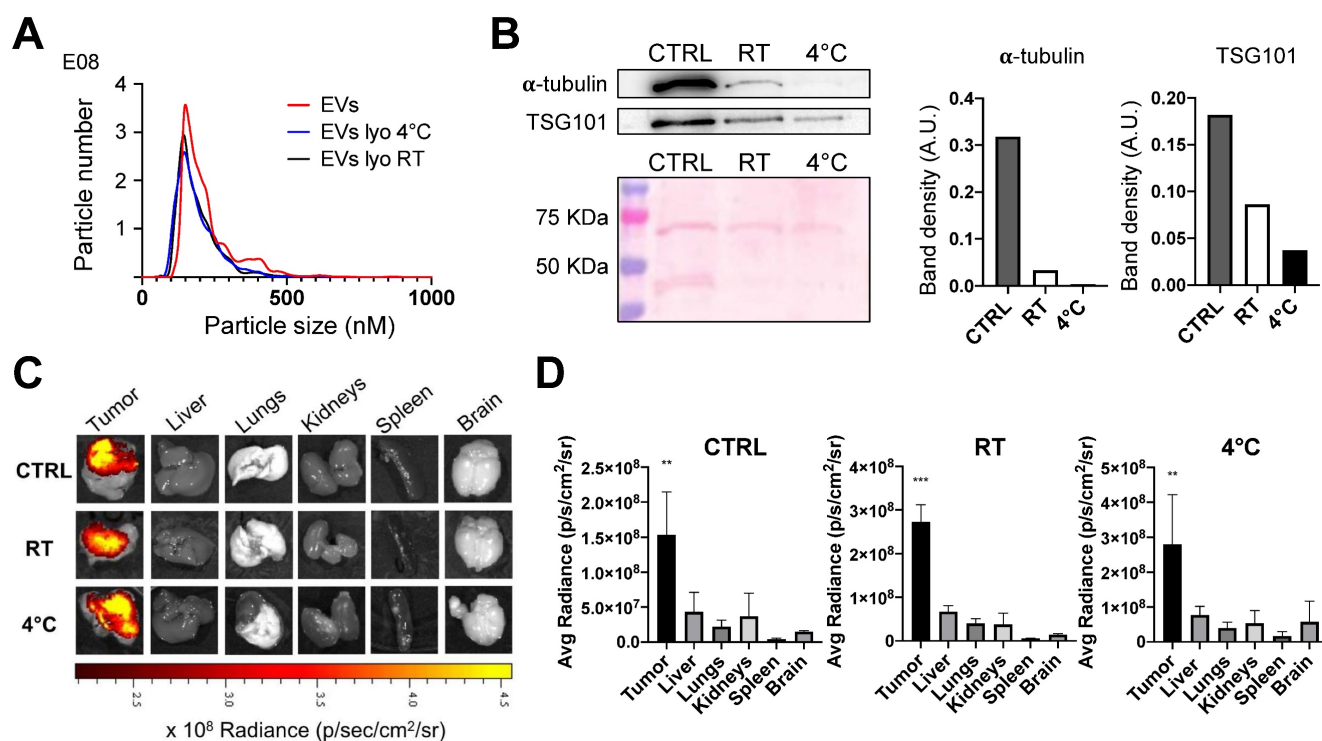 A
E08
4
3
2
1
0
500
1000
Particle number
Particle size (nM)
EVs
EVs lyo 4°C
EVs lyo RT
B
CTRL RT 4°C
α-tubulin
TSG101
CTRL RT 4°C
75 KDa
50 KDa
α-tubulin
Band density (A.U.)
0.4
0.3
0.2
0.1
0.0
CTRL
RT
4°C
TSG101
Band density (A.U.)
0.20
0.15
0.10
0.05
0.00
CTRL
RT
4°C
C
Tumor
Liver
Lungs
Kidneys
Spleen
Brain
CTRL
RT
4°C
2.5
3.0
3.5
4.0
4.5
x 10⁸ Radiance (p/sec/cm²/sr)
D
CTRL
Avg Radiance (p/s/cm²/sr)
2.5×10⁸
2.0×10⁸
1.5×10⁸
1.0×10⁸
5.0×10⁷
0.0
**
Tumor
Liver
Lungs
Kidneys
Spleen
Brain
RT
Avg Radiance (p/s/cm²/sr)
4×10⁸
3×10⁸
2×10⁸
1×10⁸
0
***
Tumor
Liver
Lungs
Kidneys
Spleen
Brain
4°C
Avg Radiance (p/s/cm²/sr)
5×10⁸
4×10⁸
3×10⁸
2×10⁸
1×10⁸
0
**
Tumor
Liver
Lungs
Kidneys
Spleen
Brain